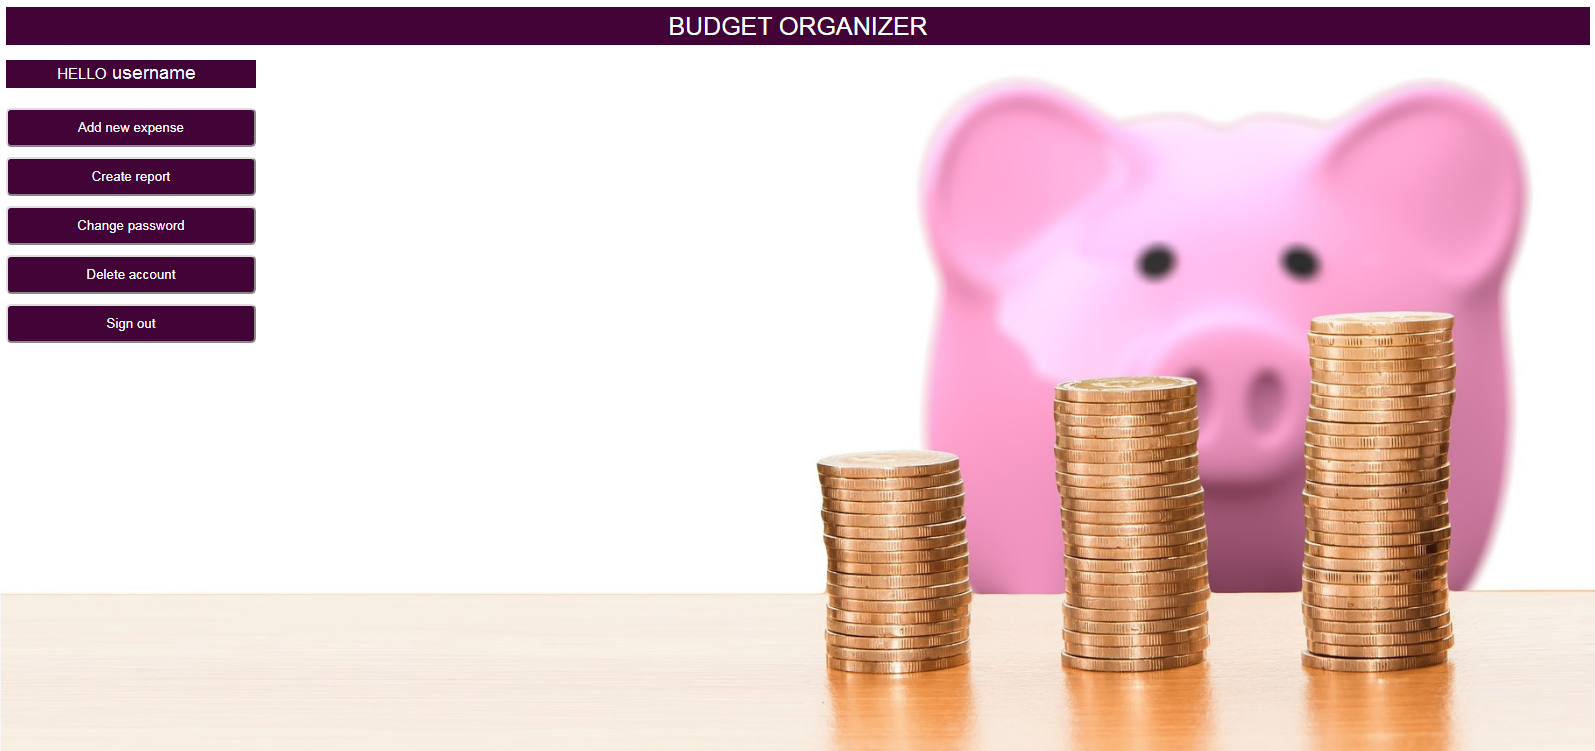 BUDGET ORGANIZER
HELLO username
Add new expense
Create report
Change password
Delete account
Sign out